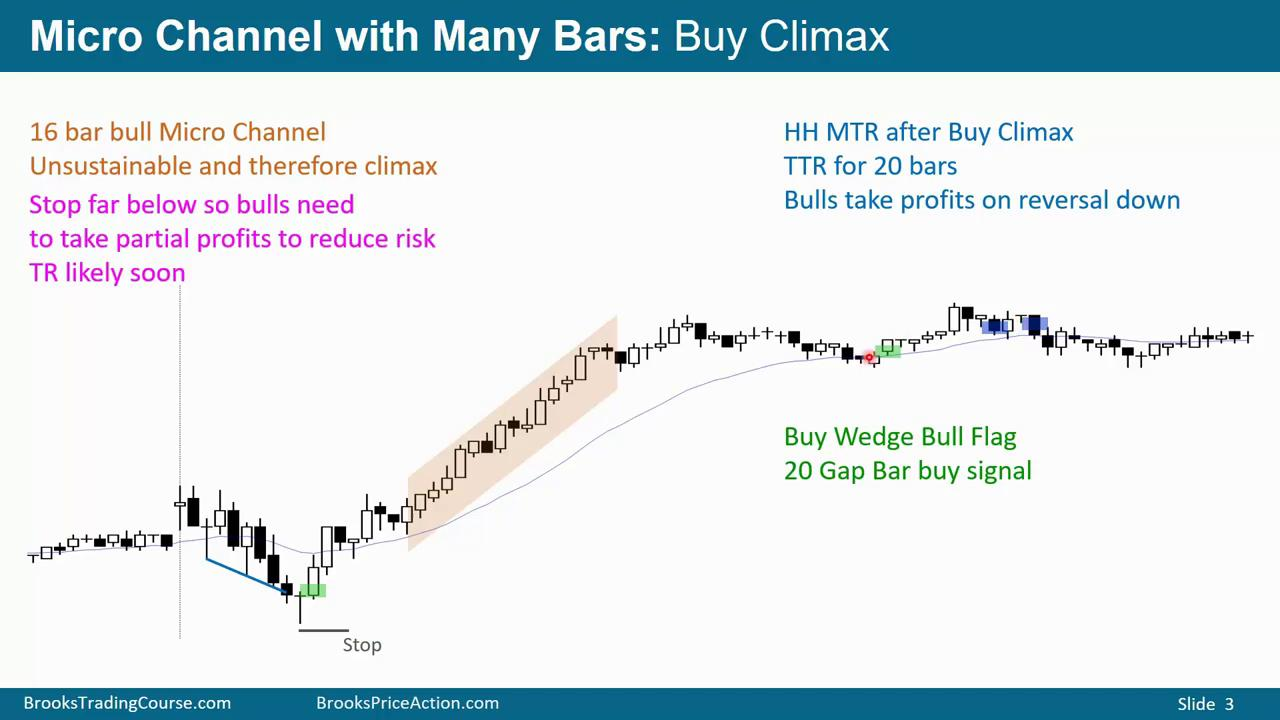 Micro Channel with Many Bars: Buy Climax
16 bar bull Micro Channel
Unsustainable and therefore climax
Stop far below so bulls need
to take partial profits to reduce risk
TR likely soon
HH MTR after Buy Climax
TTR for 20 bars
Bulls take profits on reversal down
Buy Wedge Bull Flag
20 Gap Bar buy signal
Stop
BrooksTradingCourse.com
BrooksPriceAction.com
Slide 3